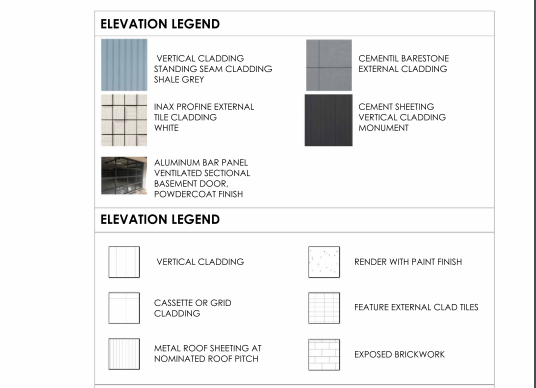 ELEVATION LEGEND
VERTICAL CLADDING
STANDING SEAM CLADDING
SHALE GREY
CEMENTIL BARESTONE
EXTERNAL CLADDING
INAX PROFINE EXTERNAL
TILE CLADDING
WHITE
CEMENT SHEETING
VERTICAL CLADDING
MONUMENT
ALUMINUM BAR PANEL
VENTILATED SECTIONAL
BASEMENT DOOR,
POWDERCOAT FINISH
ELEVATION LEGEND
VERTICAL CLADDING
RENDER WITH PAINT FINISH
CASSETTE OR GRID
CLADDING
FEATURE EXTERNAL CLAD TILES
METAL ROOF SHEETING AT
NOMINATED ROOF PITCH
EXPOSED BRICKWORK